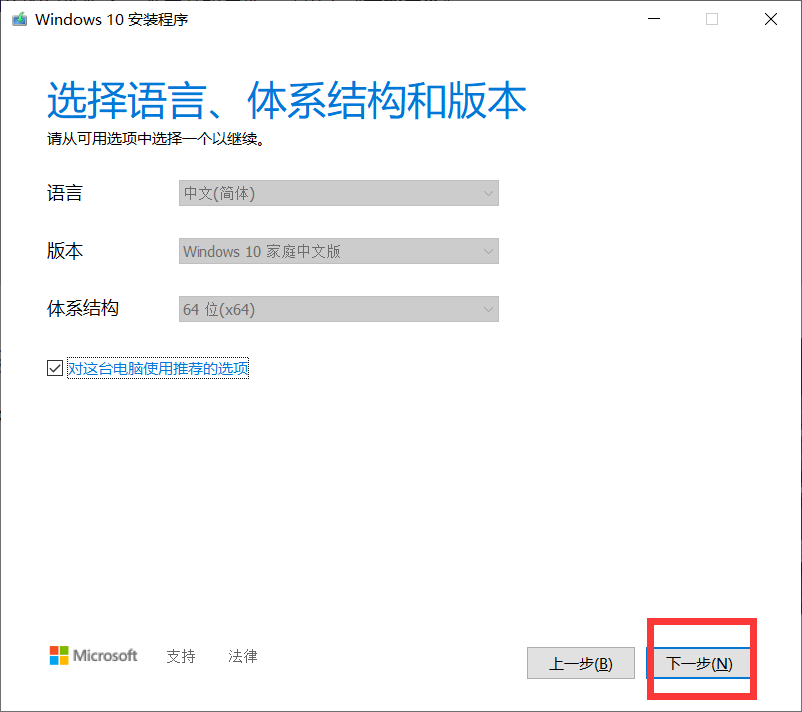 Windows 10 安装程序
选择语言、体系结构和版本
请从可用选项中选择一个以继续。
语言 中文(简体)
版本 Windows 10 家庭中文版
体系结构 64 位(x64)
对这台电脑使用推荐的选项
Microsoft 支持 法律 上一步(B) 下一步(N)